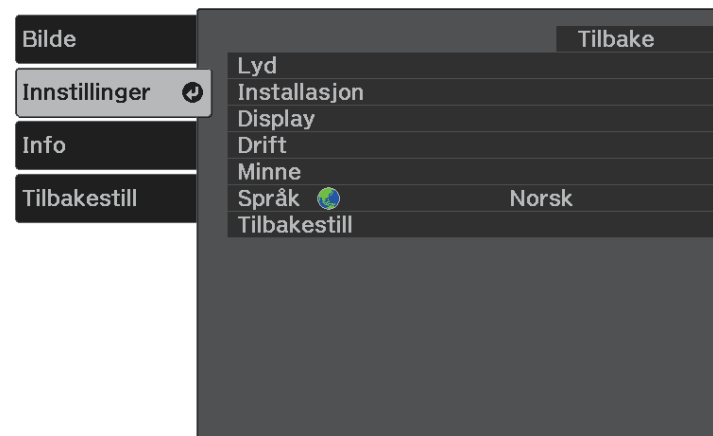 Bilde
Innstillinger
Info
Tilbakestill
Tilbake
Lyd
Installasjon
Display
Drift
Minne
Språk Norsk
Tilbakestill